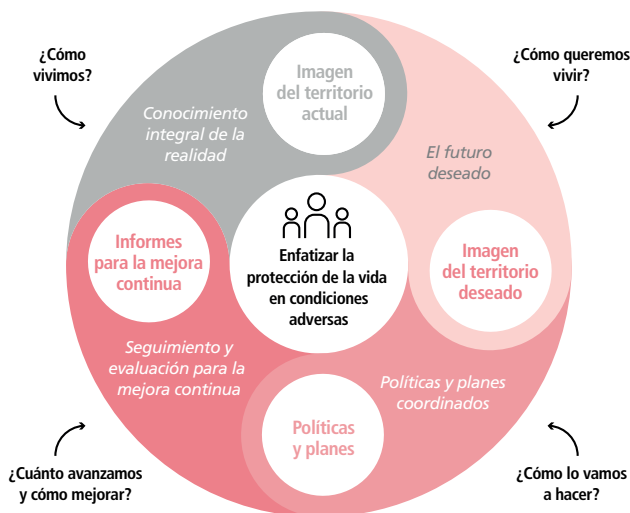 ¿Cómo
vivimos?
Imagen
del territorio
actual
¿Cómo queremos
vivir?
Conocimiento
integral de la
realidad
El futuro
deseado
Informes
para la mejora
continua
Enfatizar la
protección de la vida
en condiciones
adversas
Imagen
del territorio
deseado
Seguimiento y
evaluación para la
mejora continua
Políticas y planes
coordinados
Políticas
y planes
¿Cuánto avanzamos
y cómo mejorar?
¿Cómo lo vamos
a hacer?